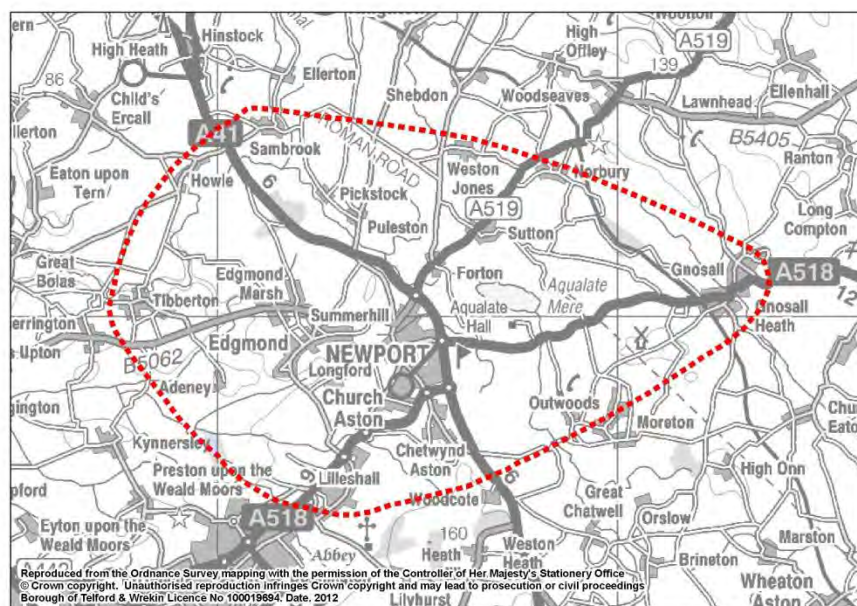 Hinstock
High Heath
Ellerton
High
Offley
A519
Wootton
86
Child's
Ercall
Shebdon
Woodseaves
139
Lawnhead
Ellenhall
B5405
A41
ROMAN ROAD
Sambrook
Eaton upon
Tern
Howle
6
Pickstock
Weston
Jones
Norbury
Ranton
A519
Puleston
Sutton
Long
Compton
Great
Bolas
Edgmond
Marsh
Forton
Gnosall
A518
4
12
Tibberton
Aqualate
Mere
Aqualate
Hall
Summerhill
Gnosall
Heath
B5062
Edgmond
NEWPORT
Longford
Adeney
Church
Aston
Outwoods
Moreton
Kynnersley
Chetwynd
Aston
Preston upon the
Weald Moors
6
Lilleshall
6
High Onn
Woodcote
Great
Chatwell
A518
Eyton upon the
Weald Moors
160
Orslow
Marston
Abbey
Heath
Weston
Heath
Brineton
Wheaton
Aston
Lilyhurst
Reproduced from the Ordnance Survey mapping with the permission of the Controller of Her Majesty's Stationery Office
© Crown copyright. Unauthorised reproduction infringes Crown copyright and may lead to prosecution or civil proceedings
Borough of Telford & Wrekin Licence No 100019694. Date. 2012